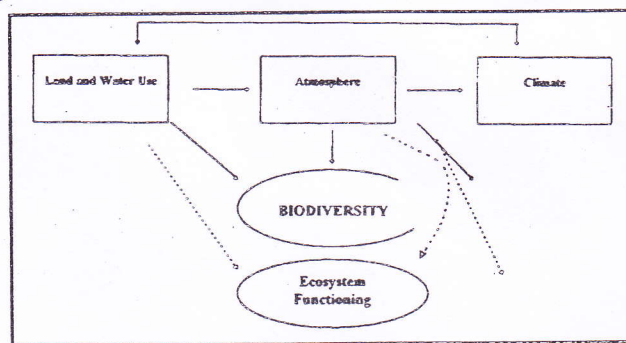 Land and Water Use
Atmosphere
Climate
BIODIVERSITY
Ecosystem
Functioning